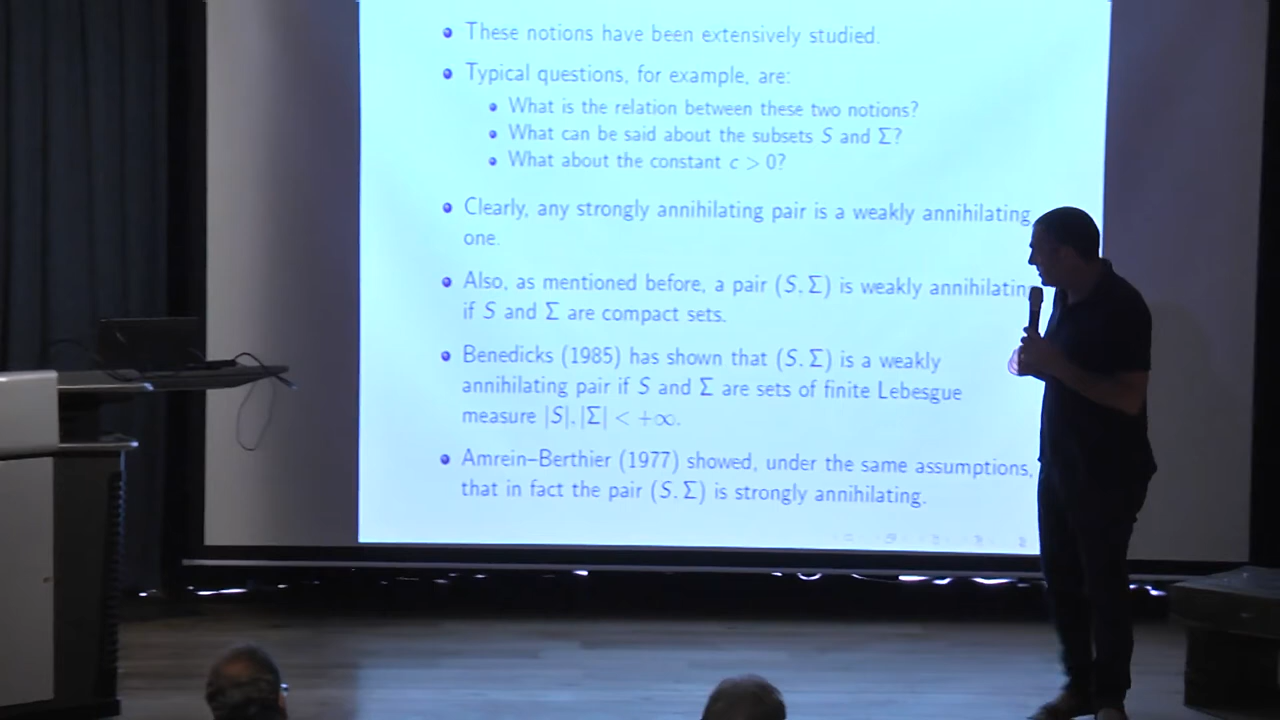 These notions have been extensively studied.
Typical questions, for example, are:
What is the relation between these two notions?
What can be said about the subsets S and Σ?
What about the constant c > 0?
Clearly, any strongly annihilating pair is a weakly annihilating
one.
Also, as mentioned before, a pair (S, Σ) is weakly annihilating
if S and Σ are compact sets.
Benedicks (1985) has shown that (S, Σ) is a weakly
annihilating pair if S and Σ are sets of finite Lebesgue
measure |S|, |Σ| < +∞.
Amrein–Berthier (1977) showed, under the same assumptions,
that in fact the pair (S, Σ) is strongly annihilating.